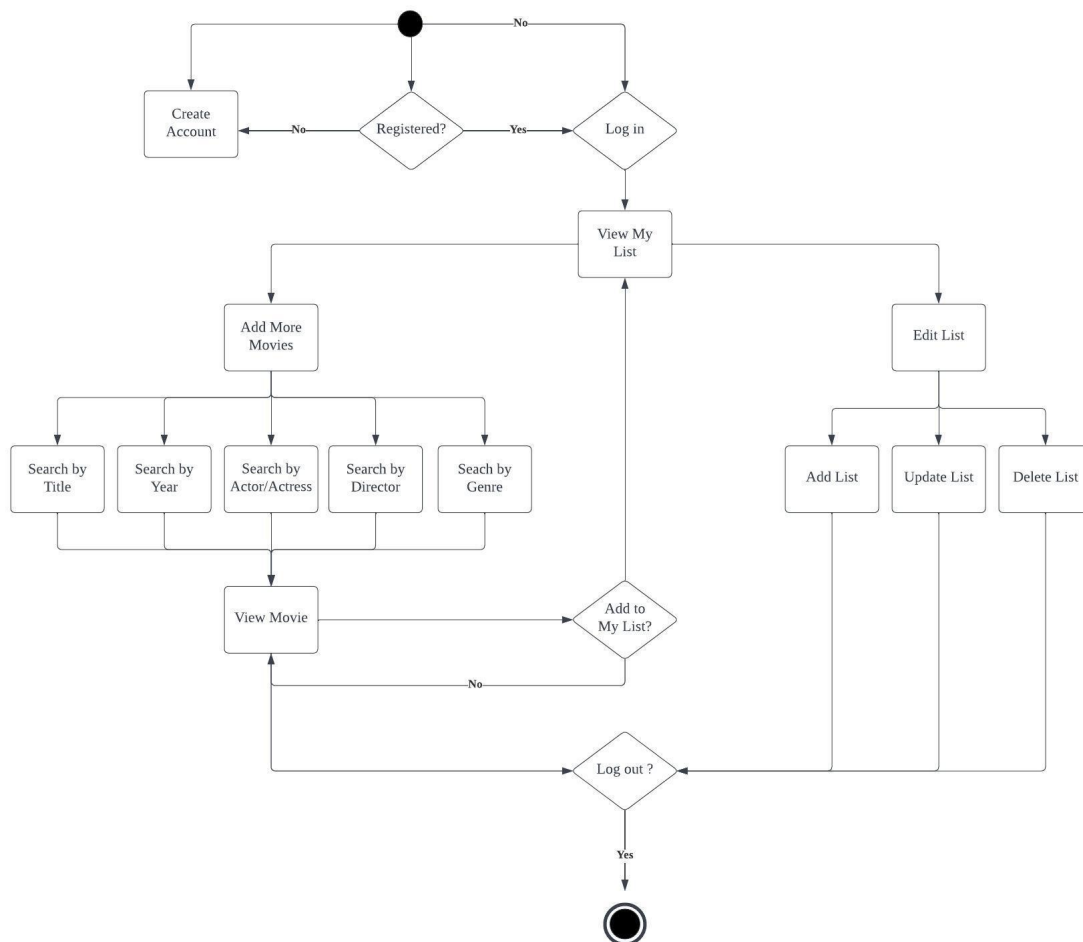 No
Create
Account
No
Registered?
Yes
Log in
View My
List
Add More
Movies
Edit List
Search by
Title
Search by
Year
Search by
Actor/Actress
Search by
Director
Seach by
Genre
Add List
Update List
Delete List
View Movie
Add to
My List?
No
Log out ?
Yes